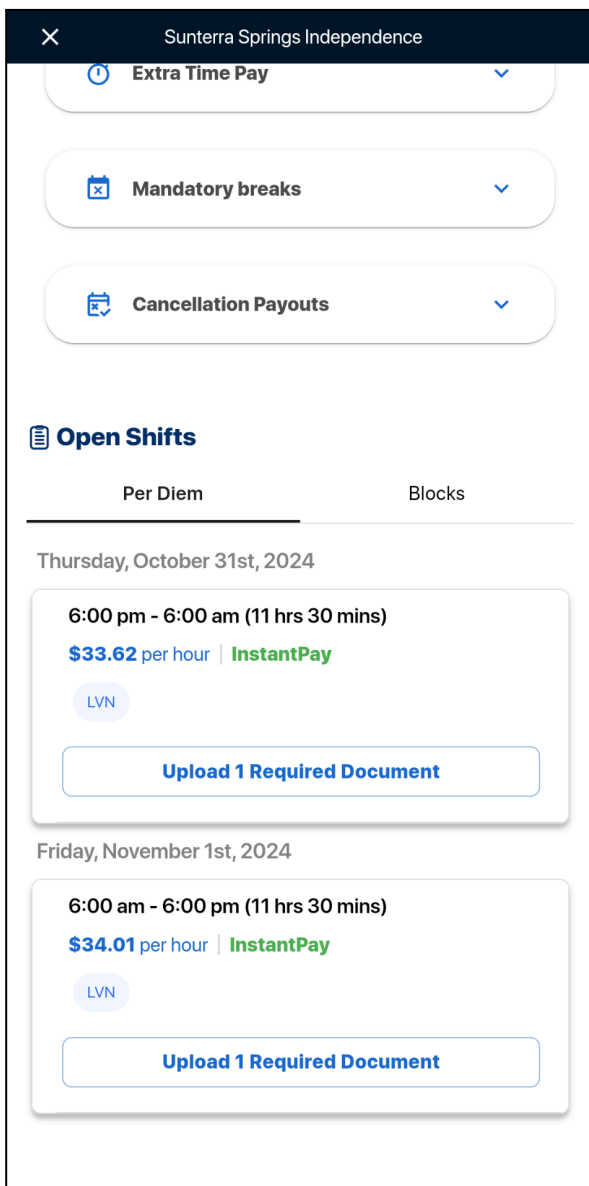 Sunterra Springs Independence
Extra Time Pay
Mandatory breaks
Cancellation Payouts
Open Shifts
Per Diem Blocks
Thursday, October 31st, 2024
6:00 pm - 6:00 am (11 hrs 30 mins)
$33.62 per hour | InstantPay
LVN
Upload 1 Required Document
Friday, November 1st, 2024
6:00 am - 6:00 pm (11 hrs 30 mins)
$34.01 per hour | InstantPay
LVN
Upload 1 Required Document